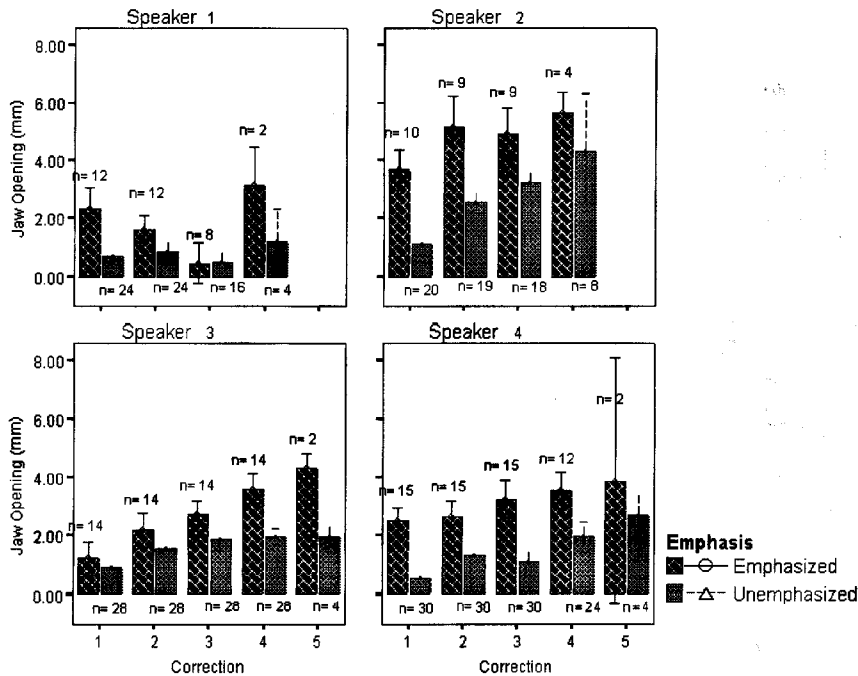 Speaker 1
Speaker 2
8.00
6.00
4.00
2.00
0.00
Jaw Opening (mm)
n= 12
n= 12
n= 8
n= 2
n= 24
n= 24
n= 16
n= 4
n= 10
n= 9
n= 9
n= 4
n= 20
n= 19
n= 18
n= 8
Speaker 3
Speaker 4
8.00
6.00
4.00
2.00
0.00
Jaw Opening (mm)
n= 14
n= 14
n= 14
n= 14
n= 2
n= 28
n= 28
n= 28
n= 28
n= 4
n= 15
n= 15
n= 15
n= 12
n= 2
n= 30
n= 30
n= 30
n= 24
n= 4
1 2 3 4 5
1 2 3 4 5
Correction
Correction
Emphasis
Emphasized
Unemphasized